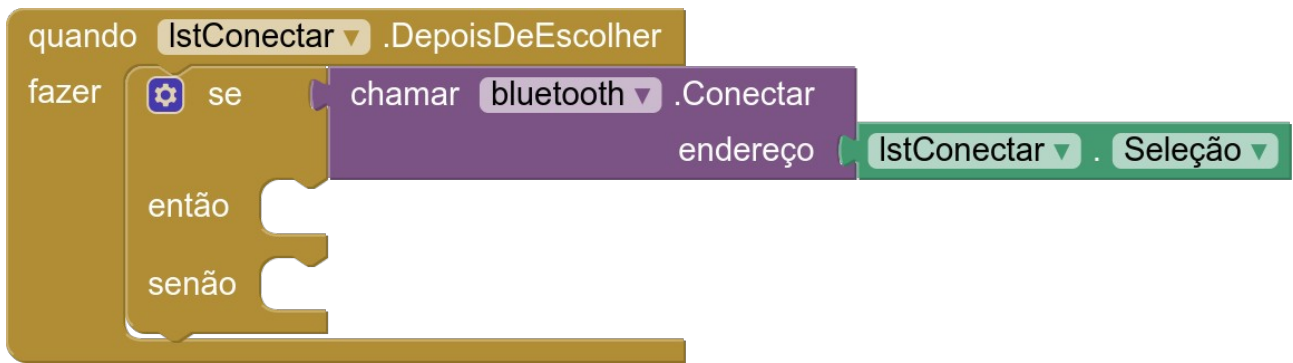 quando lstConectar .DepoisDeEscolher
fazer se chamar bluetooth .Conectar
endereço lstConectar . Seleção
então
senão